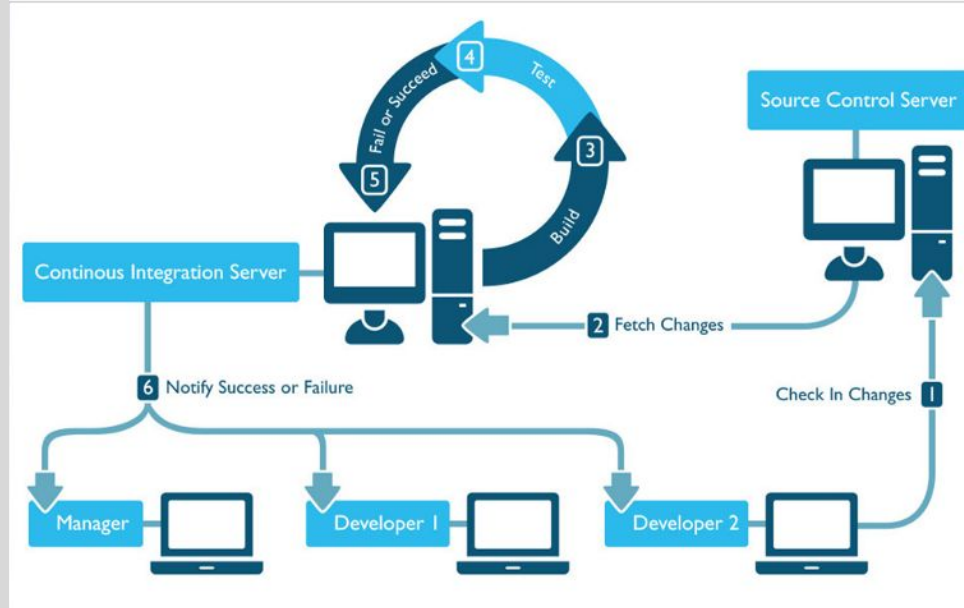 4
Test
Fail or Succeed
3
5
Build
Source Control Server
Continous Integration Server
2 Fetch Changes
6 Notify Success or Failure
Check In Changes 1
Manager
Developer 1
Developer 2